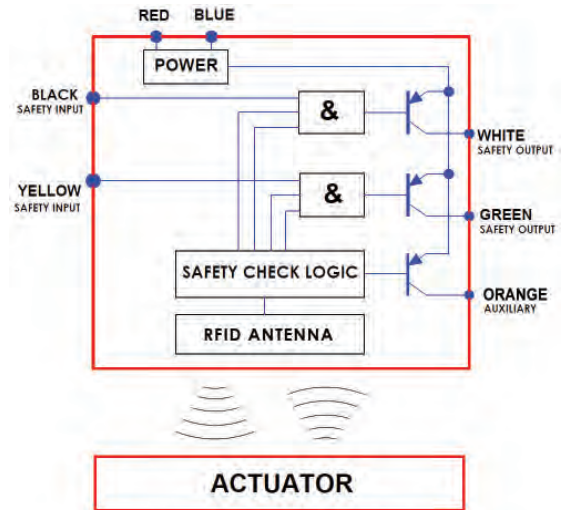 RED BLUE
POWER
BLACK
SAFETY INPUT
&
WHITE
SAFETY OUTPUT
YELLOW
SAFETY INPUT
&
GREEN
SAFETY OUTPUT
SAFETY CHECK LOGIC
ORANGE
AUXILIARY
RFID ANTENNA
ACTUATOR